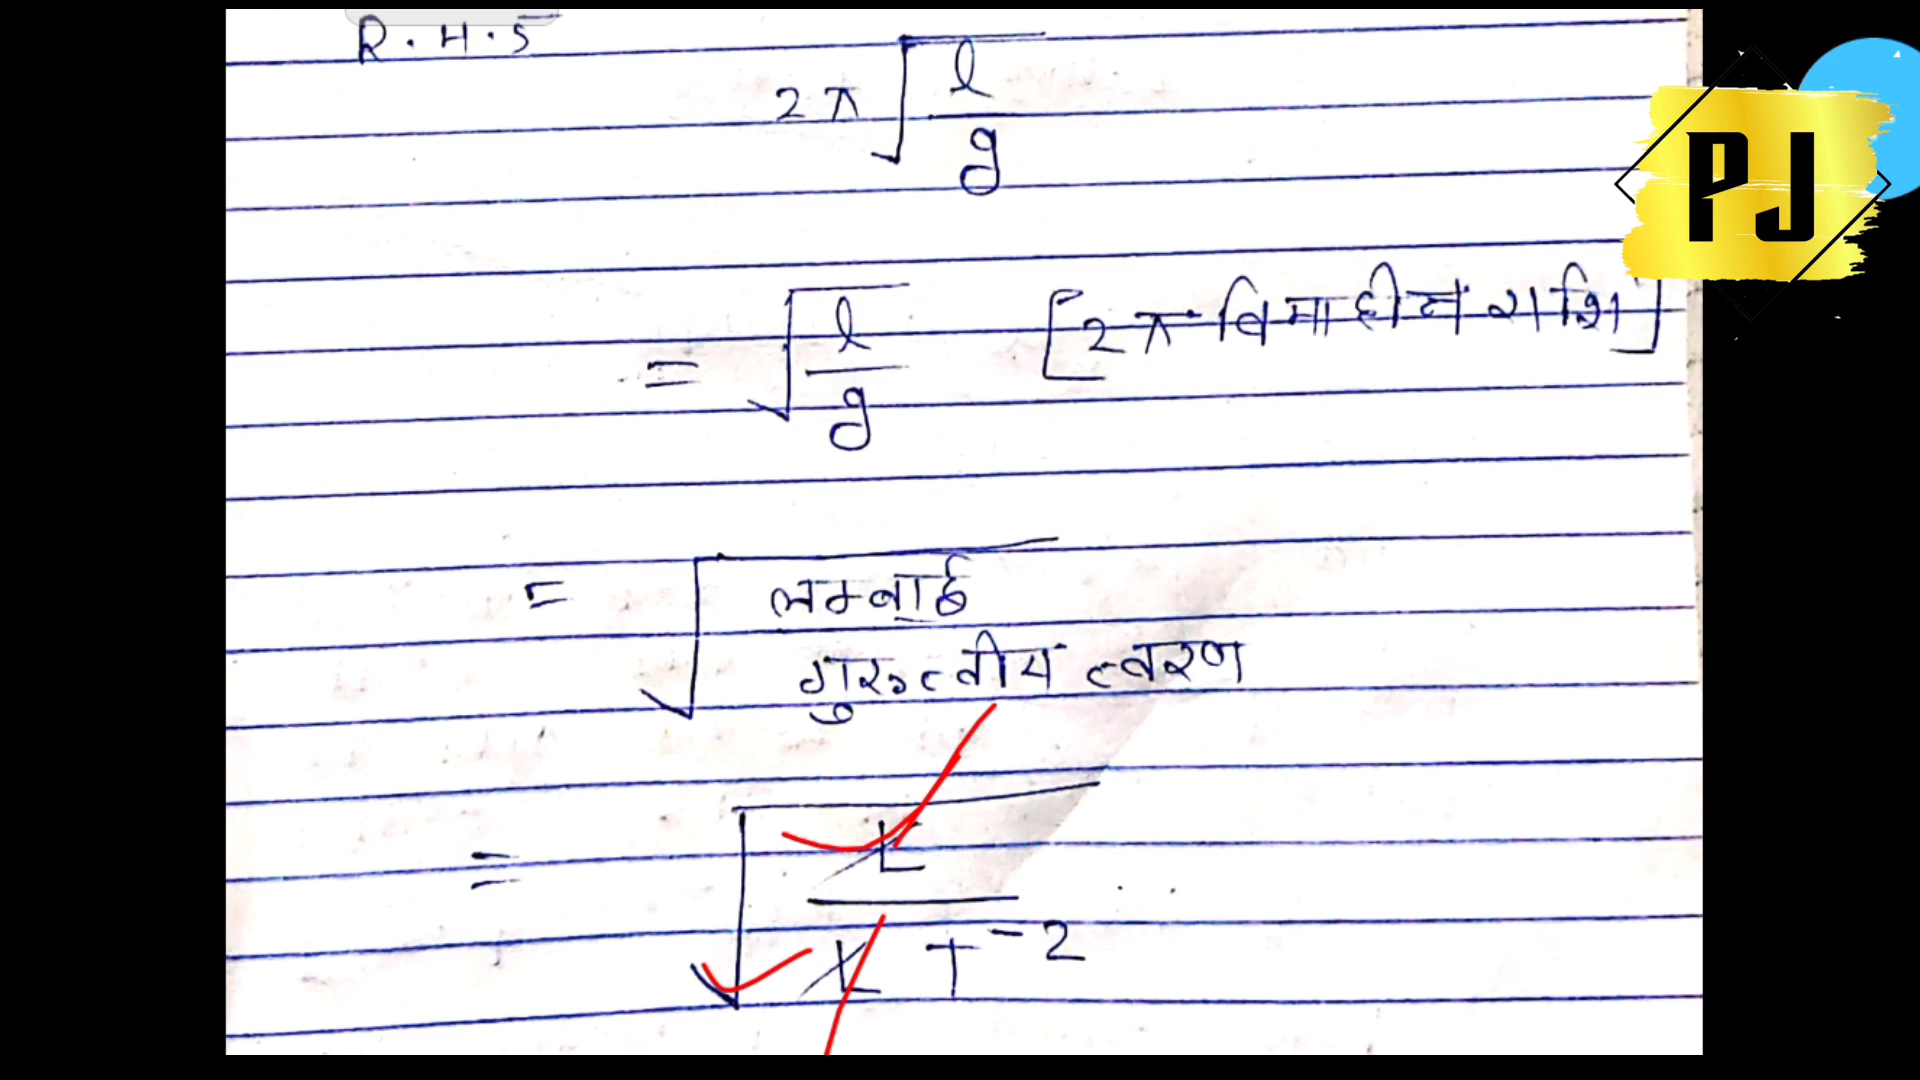 R.H.S
2π √ l / g
= √ l / g [2π विमाहीन राशि]
= √ लम्बाई / गुरुत्वीय त्वरण
= √ L / L T⁻²
PJ